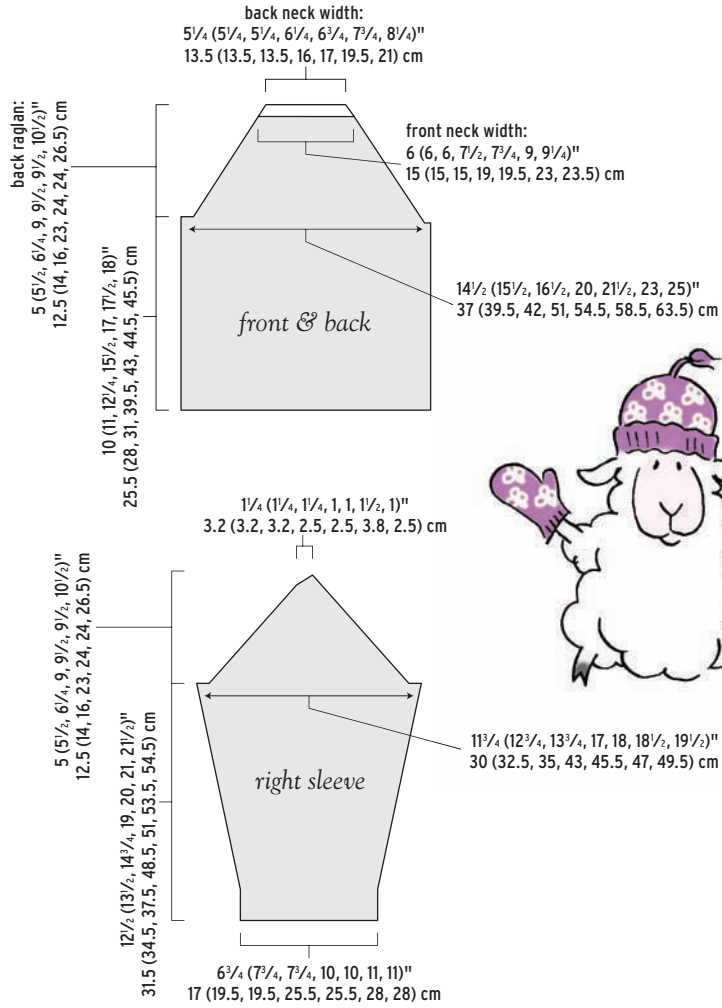 back neck width:
5¼ (5¼, 5¼, 6¼, 6¾, 7¾, 8¼)"
13.5 (13.5, 13.5, 16, 17, 19.5, 21) cm
back raglan:
5 (5½, 6¼, 9, 9½, 9½, 10½)"
12.5 (14, 16, 23, 24, 24, 26.5) cm
front neck width:
6 (6, 6, 7½, 7¾, 9, 9¼)"
15 (15, 15, 19, 19.5, 23, 23.5) cm
14½ (15½, 16½, 20, 21½, 23, 25)"
37 (39.5, 42, 51, 54.5, 58.5, 63.5) cm
front & back
10 (11, 12¼, 15½, 17, 17½, 18)"
25.5 (28, 31, 39.5, 43, 44.5, 45.5) cm
1¼ (1¼, 1¼, 1, 1, 1½, 1)"
3.2 (3.2, 3.2, 2.5, 2.5, 3.8, 2.5) cm
5 (5½, 6¼, 9, 9½, 9½, 10½)"
12.5 (14, 16, 23, 24, 24, 26.5) cm
11¾ (12¾, 13¾, 17, 18, 18½, 19½)"
30 (32.5, 35, 43, 45.5, 47, 49.5) cm
right sleeve
12½ (13½, 14¾, 19, 20, 21, 21½)"
31.5 (34.5, 37.5, 48.5, 51, 53.5, 54.5) cm
6¾ (7¾, 7¾, 10, 10, 11, 11)"
17 (19.5, 19.5, 25.5, 25.5, 28, 28) cm